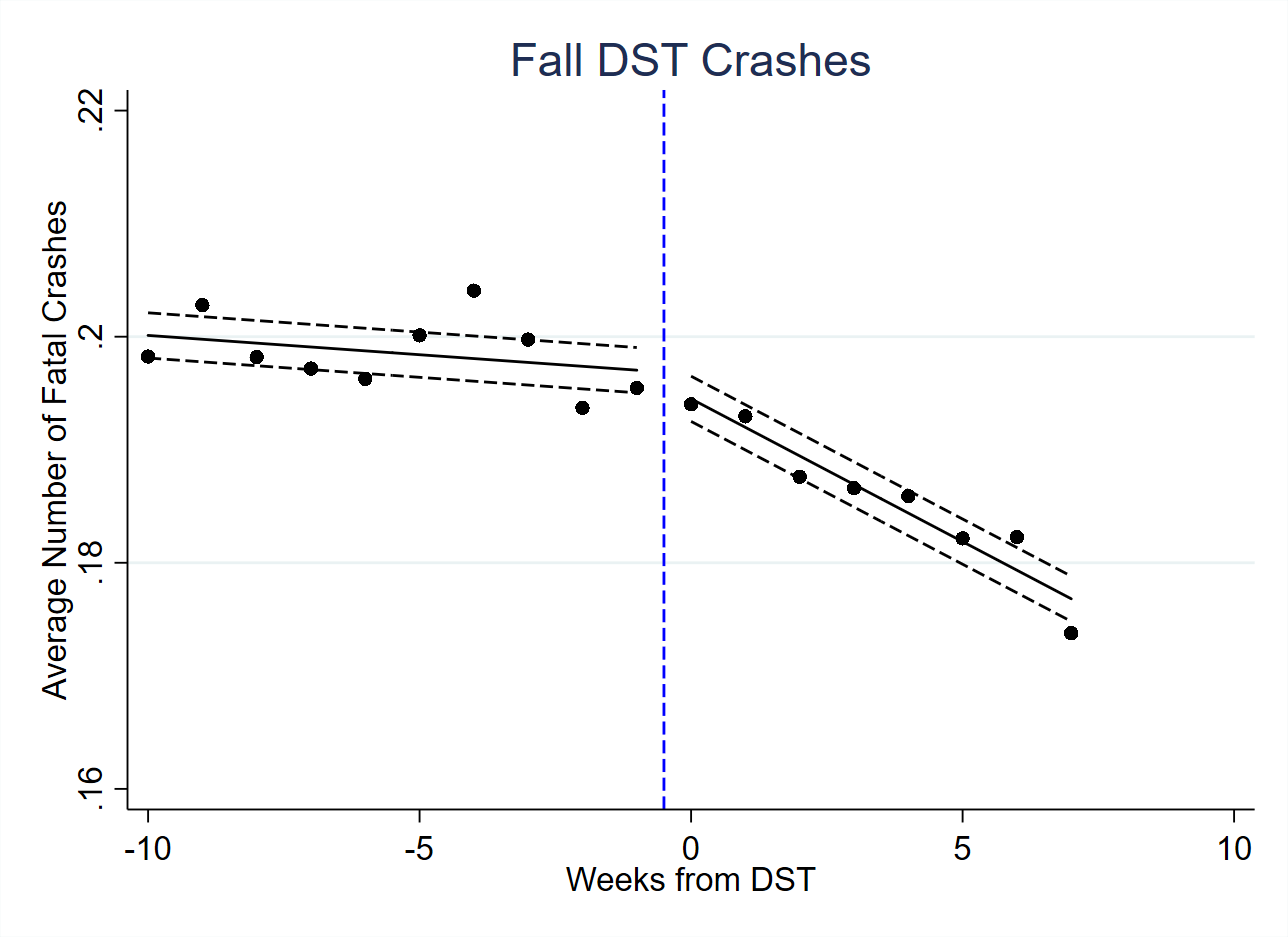 Fall DST Crashes
Average Number of Fatal Crashes
.22
.2
.18
.16
-10 -5 0 5 10
Weeks from DST